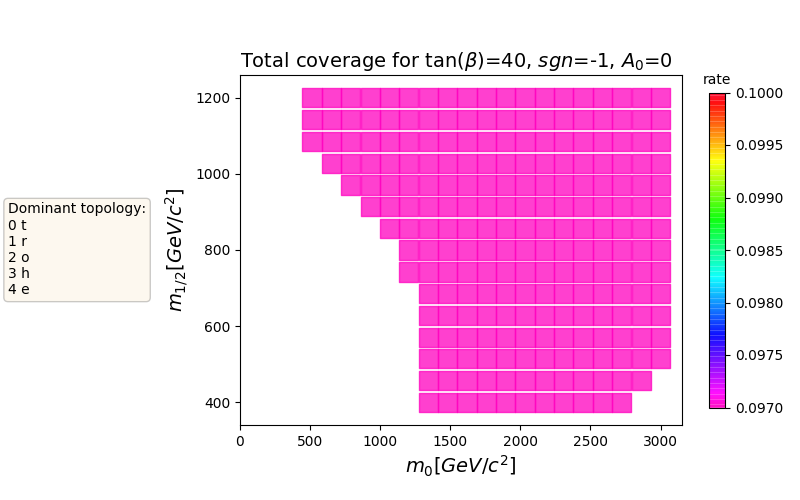 Total coverage for tan(β)=40, sgn=-1, A₀=0
rate
Dominant topology:
0 t
1 r
2 o
3 h
4 e
m₁/₂[GeV/c²]
1200
1000
800
600
400
0 500 1000 1500 2000 2500 3000
m₀[GeV/c²]
0.1000
0.0995
0.0990
0.0985
0.0980
0.0975
0.0970